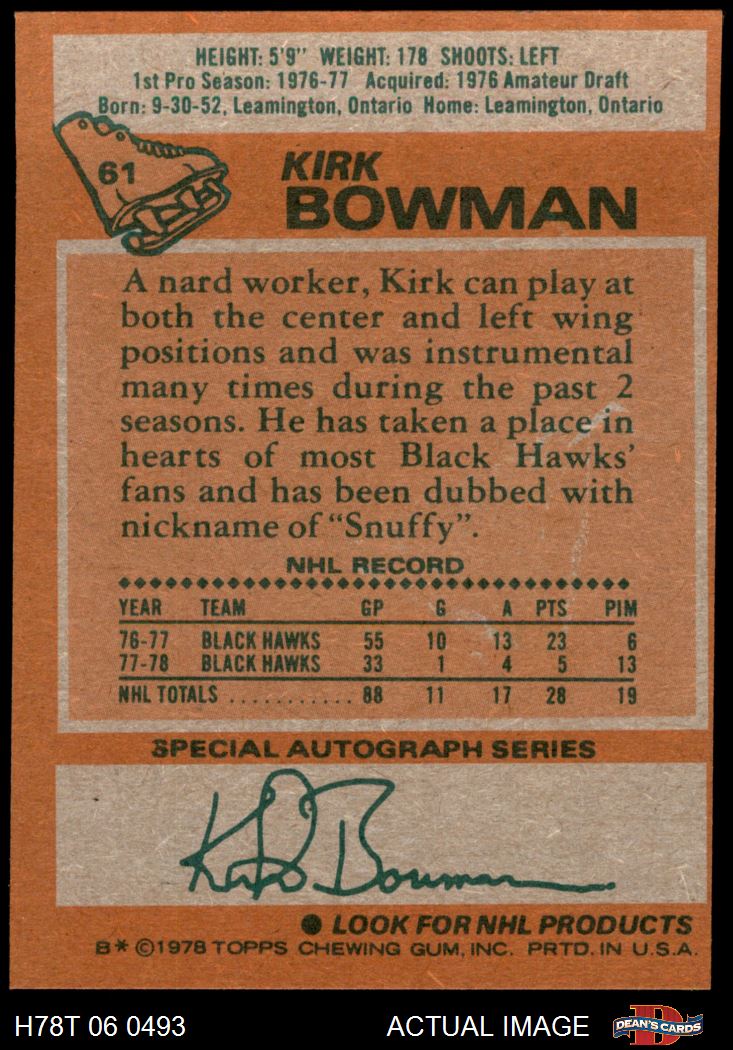 HEIGHT: 5'9" WEIGHT: 178 SHOOTS: LEFT
1st Pro Season: 1976-77 Acquired: 1976 Amateur Draft
Born: 9-30-52, Leamington, Ontario Home: Leamington, Ontario
61
KIRK
BOWMAN
A nard worker, Kirk can play at
both the center and left wing
positions and was instrumental
many times during the past 2
seasons. He has taken a place in
hearts of most Black Hawks'
fans and has been dubbed with
nickname of "Snuffy".
NHL RECORD
YEAR TEAM GP G A PTS PIM
76-77 BLACK HAWKS 55 10 13 23 6
77-78 BLACK HAWKS 33 1 4 5 13
NHL TOTALS ........... 88 11 17 28 19
SPECIAL AUTOGRAPH SERIES
Kirk Bowman
● LOOK FOR NHL PRODUCTS
B* ©1978 TOPPS CHEWING GUM, INC. PRTD. IN U.S.A.
H78T 06 0493 ACTUAL IMAGE D DEAN'S CARDS